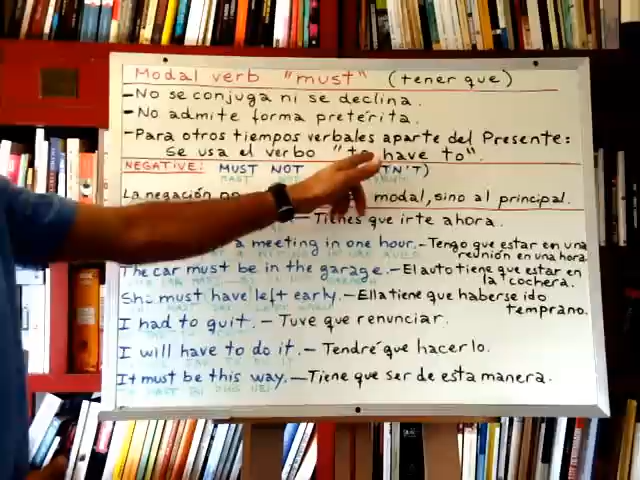 Modal verb "must" (tener que)
-No se conjuga ni se declina.
-No admite forma preterita.
-Para otros tiempos verbales aparte del Presente:
se usa el verbo "to have to".
NEGATIVE: MUST NOT TN'T)
La negación no modal, sino al principal.
-Tienes que irte ahora.
a meeting in one hour.-Tengo que estar en una
reunión en una hora.
The car must be in the garage.-El auto tiene que estar en
la cochera.
She must have left early.-Ella tiene que haberse ido
temprano.
I had to quit.-Tuve que renunciar.
I will have to do it.-Tendré que hacerlo.
It must be this way.-Tiene que ser de esta manera.